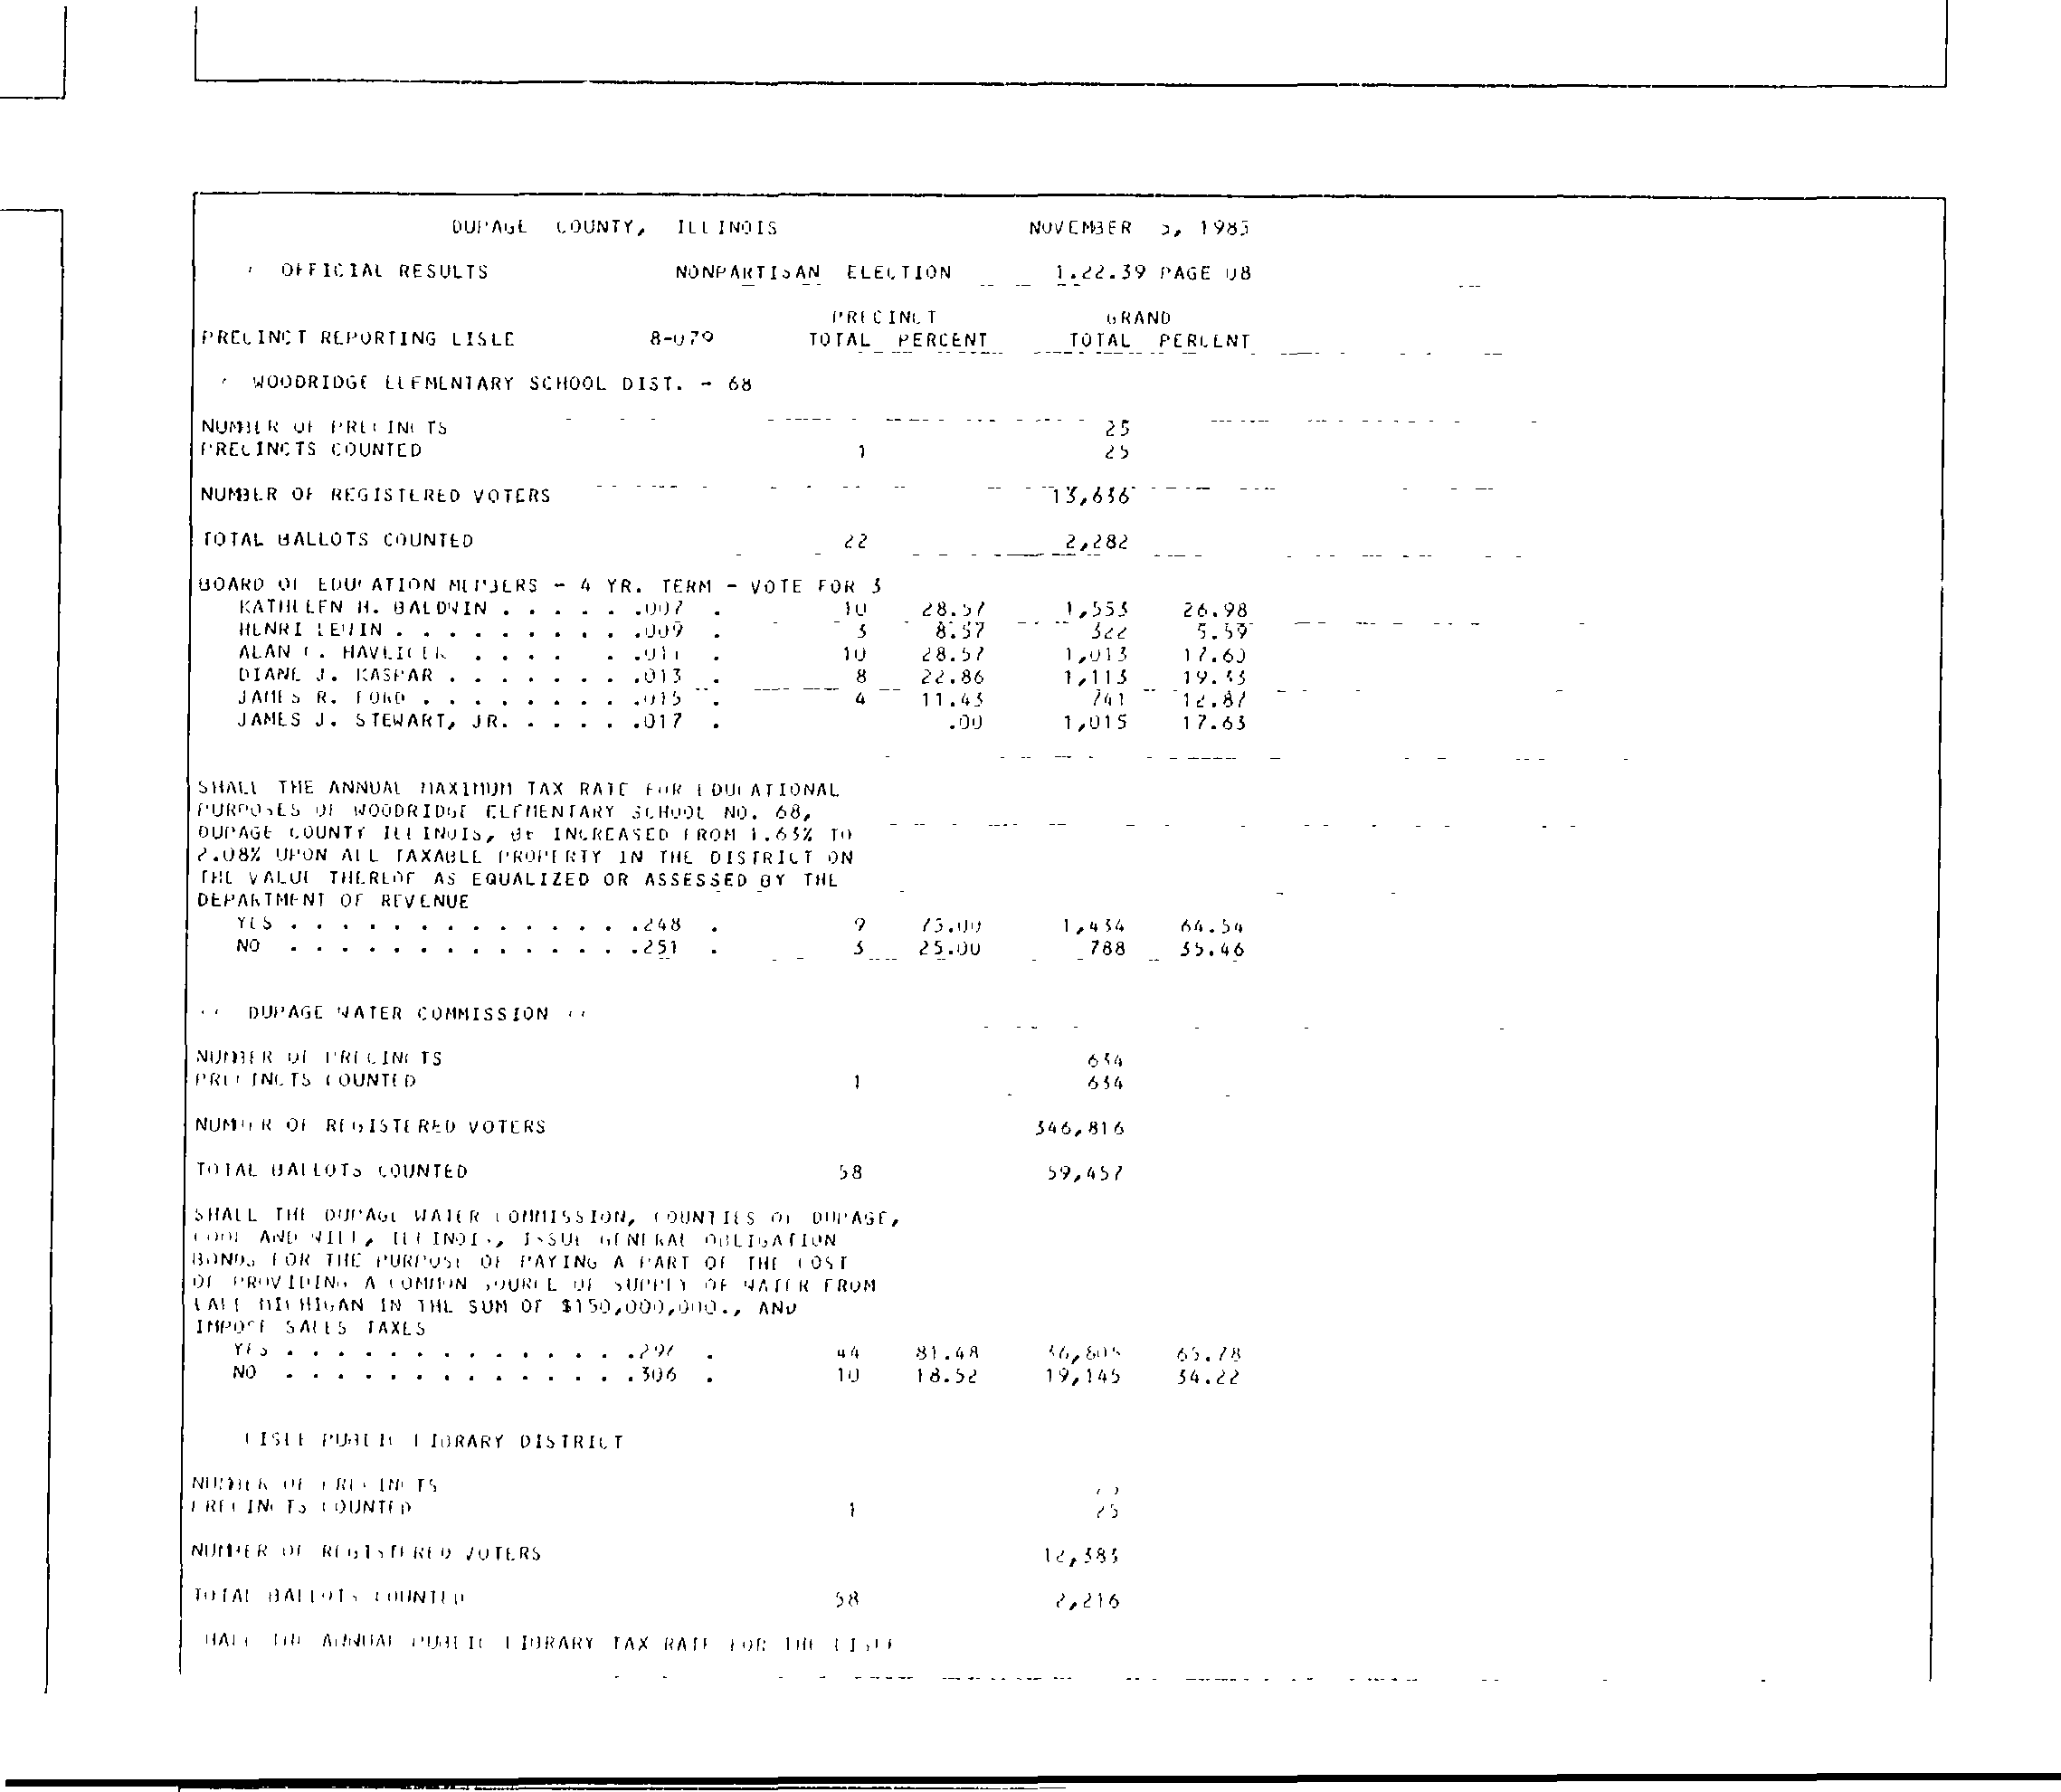 DUPAGE COUNTY, ILLINOIS NOVEMBER 5, 1985
OFFICIAL RESULTS NONPARTISAN ELECTION 1.22.39 PAGE 08
PRECINCT GRAND
PRECINCT REPORTING LISLE 8-079 TOTAL PERCENT TOTAL PERCENT
WOODRIDGE ELEMENTARY SCHOOL DIST. - 68
NUMBER OF PRECINCTS 25
PRECINCTS COUNTED 1 25
NUMBER OF REGISTERED VOTERS 13,636
TOTAL BALLOTS COUNTED 22 2,282
BOARD OF EDUCATION MEMBERS - 4 YR. TERM - VOTE FOR 3
KATHLEEN H. BALDWIN . . . . . .007 . 10 28.57 1,553 26.98
HENRI LEWIN . . . . . . . . . .009 . 3 8.57 322 5.59
ALAN C. HAVLICEK . . . . . .011 . 10 28.57 1,013 17.60
DIANE J. KASPAR . . . . . . . .013 . 8 22.86 1,113 19.33
JAMES R. FORD . . . . . . . . .015 . 4 11.43 741 12.87
JAMES J. STEWART, JR. . . . . .017 . .00 1,015 17.63
SHALL THE ANNUAL MAXIMUM TAX RATE FOR EDUCATIONAL
PURPOSES OF WOODRIDGE ELEMENTARY SCHOOL NO. 68,
DUPAGE COUNTY ILLINOIS, BE INCREASED FROM 1.63% TO
2.08% UPON ALL TAXABLE PROPERTY IN THE DISTRICT ON
THE VALUE THEREOF AS EQUALIZED OR ASSESSED BY THE
DEPARTMENT OF REVENUE
YES . . . . . . . . . . . . . .248 . 9 75.00 1,434 64.54
NO . . . . . . . . . . . . . .251 . 3 25.00 788 35.46
DUPAGE WATER COMMISSION
NUMBER OF PRECINCTS 634
PRECINCTS COUNTED 1 634
NUMBER OF REGISTERED VOTERS 346,816
TOTAL BALLOTS COUNTED 58 59,457
SHALL THE DUPAGE WATER COMMISSION, COUNTIES OF DUPAGE,
COOK AND WILL, ILLINOIS, ISSUE GENERAL OBLIGATION
BONDS FOR THE PURPOSE OF PAYING A PART OF THE COST
OF PROVIDING A COMMON SOURCE OF SUPPLY OF WATER FROM
LAKE MICHIGAN IN THE SUM OF $150,000,000., AND
IMPOSE SALES TAXES
YES . . . . . . . . . . . . . .297 . 44 81.48 36,805 65.78
NO . . . . . . . . . . . . . .306 . 10 18.52 19,145 34.22
LISLE PUBLIC LIBRARY DISTRICT
NUMBER OF PRECINCTS 25
PRECINCTS COUNTED 1 25
NUMBER OF REGISTERED VOTERS 12,383
TOTAL BALLOTS COUNTED 58 2,216
SHALL THE ANNUAL PUBLIC LIBRARY TAX RATE FOR THE LISLE